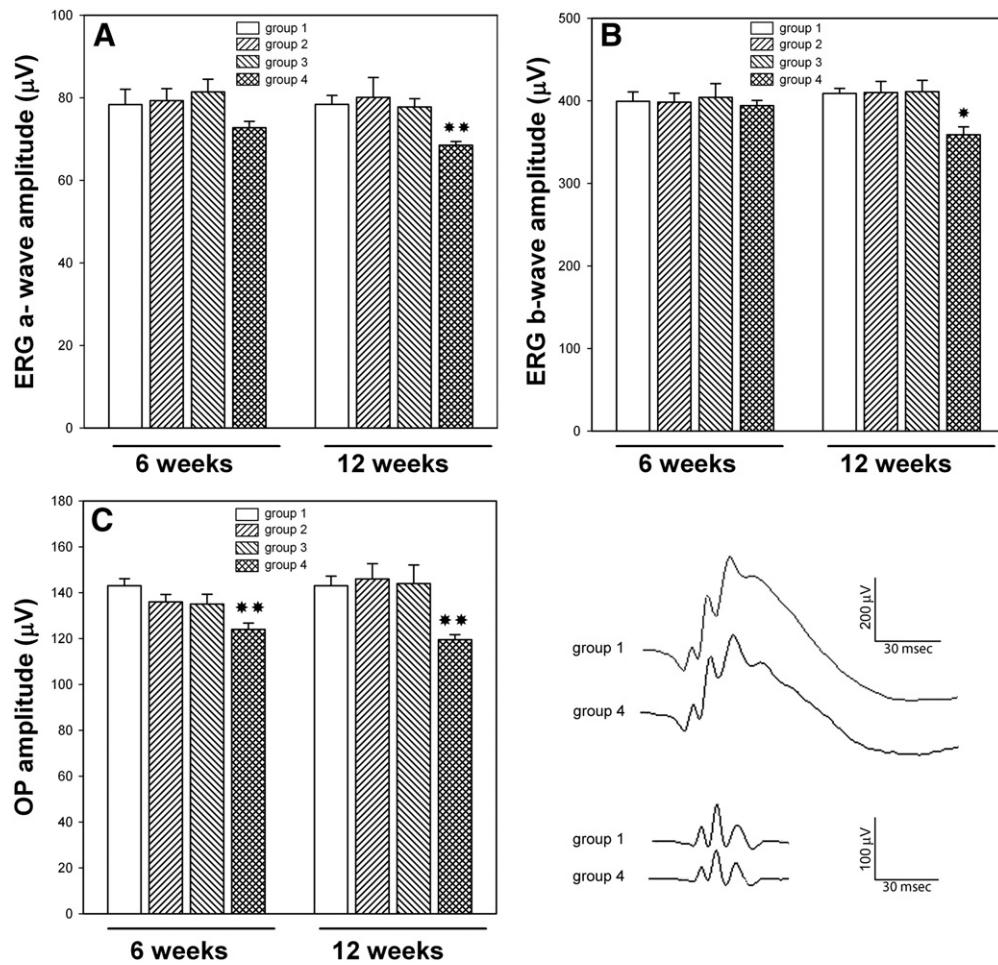 A
group 1
group 2
group 3
group 4
ERG a- wave amplitude (µV)
100
80
60
40
20
0
✷✷
6 weeks
12 weeks
B
group 1
group 2
group 3
group 4
ERG b-wave amplitude (µV)
500
400
300
200
100
0
✷
6 weeks
12 weeks
C
group 1
group 2
group 3
group 4
OP amplitude (µV)
180
160
140
120
100
80
60
40
20
0
✷✷
✷✷
6 weeks
12 weeks
group 1
group 4
200 µV
30 msec
group 1
group 4
100 µV
30 msec